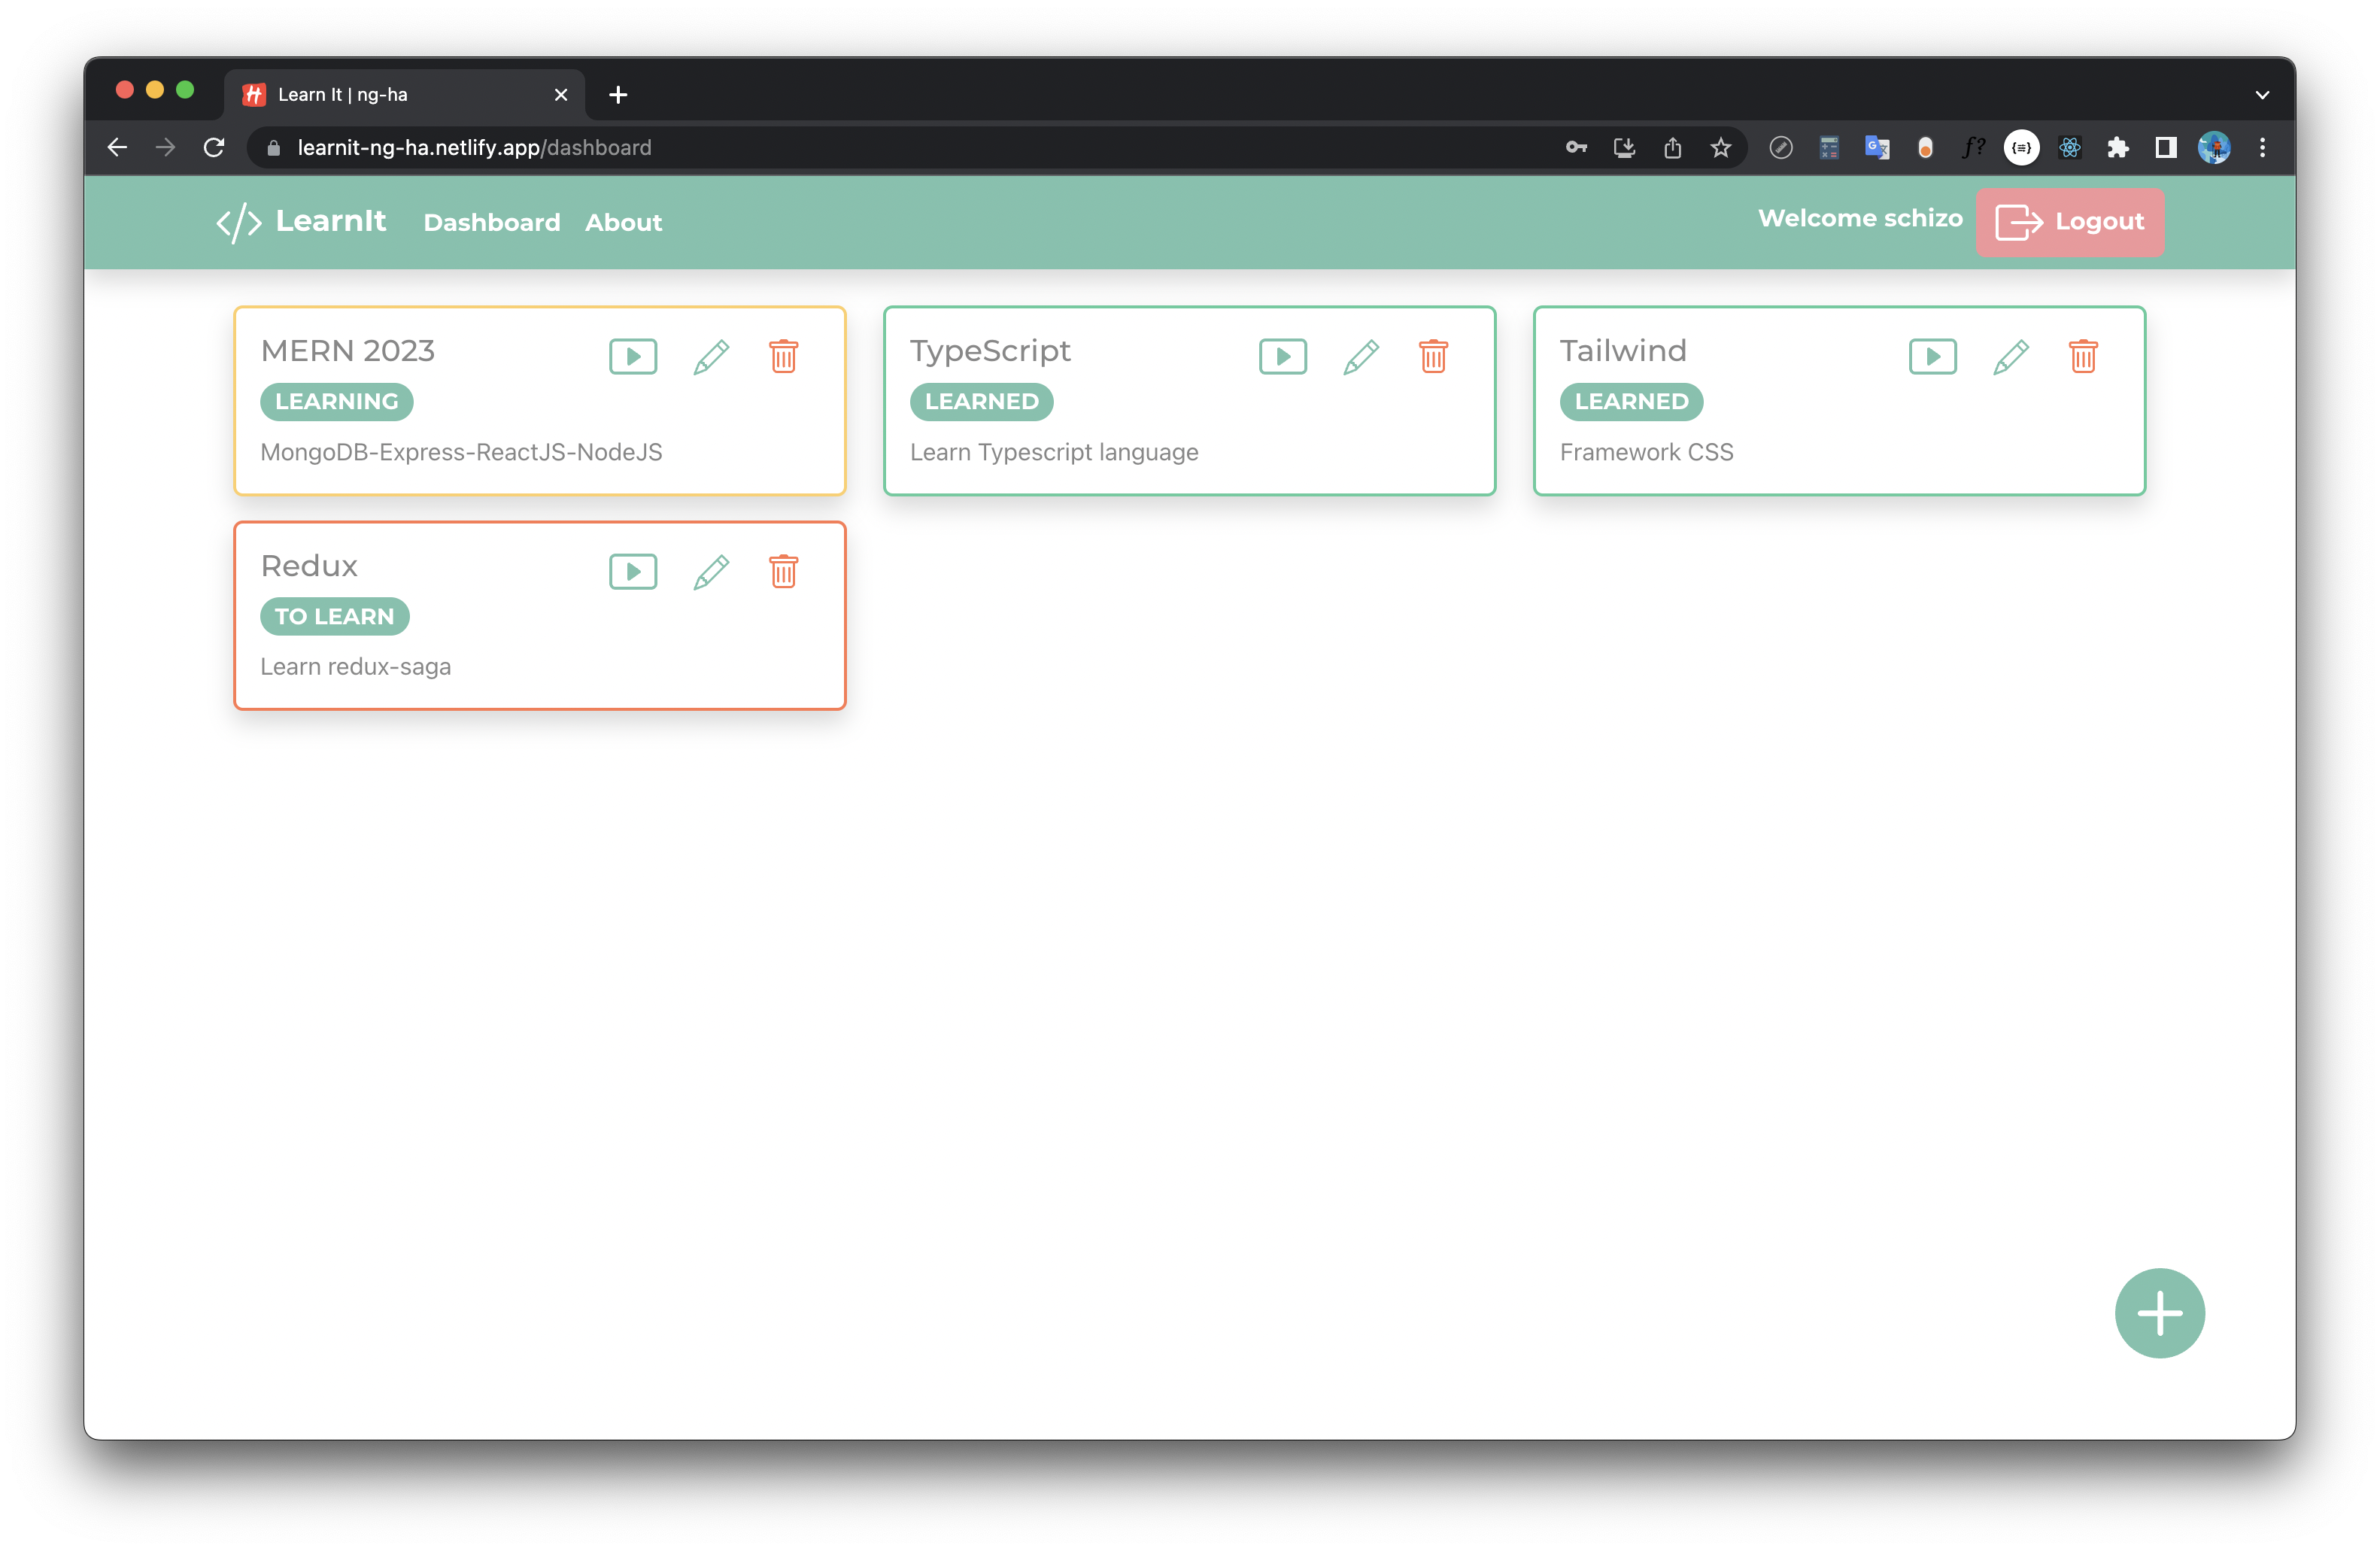 Learn It | ng-ha
learnit-ng-ha.netlify.app/dashboard
</> LearnIt Dashboard About Welcome schizo Logout
MERN 2023
LEARNING
MongoDB-Express-ReactJS-NodeJS
TypeScript
LEARNED
Learn Typescript language
Tailwind
LEARNED
Framework CSS
Redux
TO LEARN
Learn redux-saga